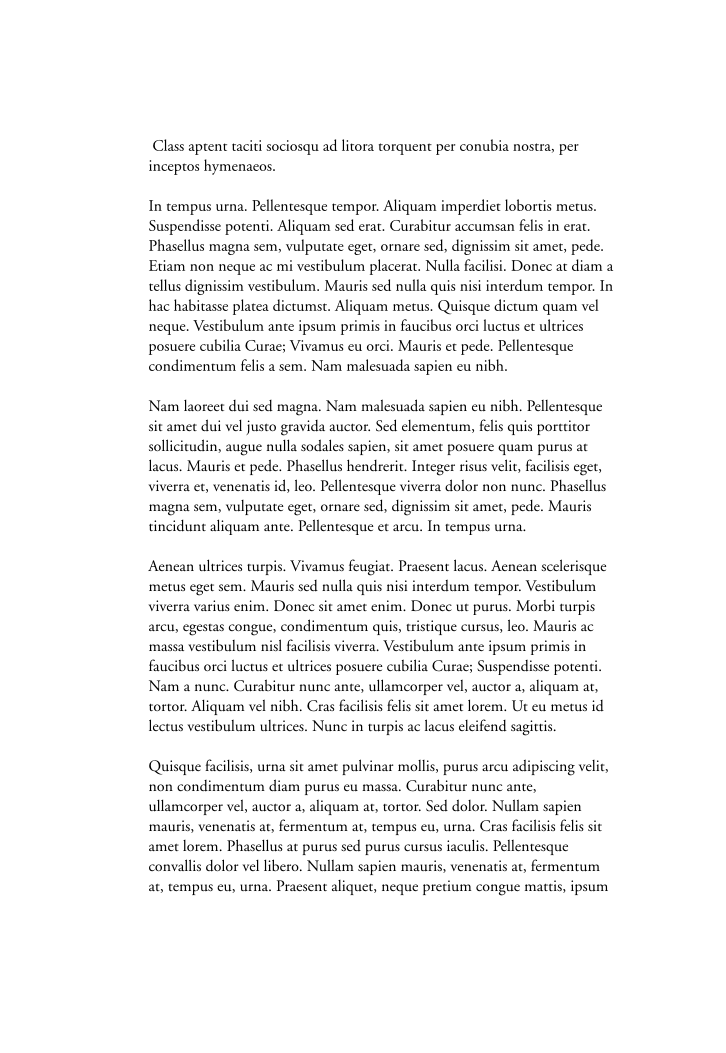 Class aptent taciti sociosqu ad litora torquent per conubia nostra, per
inceptos hymenaeos.
In tempus urna. Pellentesque tempor. Aliquam imperdiet lobortis metus.
Suspendisse potenti. Aliquam sed erat. Curabitur accumsan felis in erat.
Phasellus magna sem, vulputate eget, ornare sed, dignissim sit amet, pede.
Etiam non neque ac mi vestibulum placerat. Nulla facilisi. Donec at diam a
tellus dignissim vestibulum. Mauris sed nulla quis nisi interdum tempor. In
hac habitasse platea dictumst. Aliquam metus. Quisque dictum quam vel
neque. Vestibulum ante ipsum primis in faucibus orci luctus et ultrices
posuere cubilia Curae; Vivamus eu orci. Mauris et pede. Pellentesque
condimentum felis a sem. Nam malesuada sapien eu nibh.
Nam laoreet dui sed magna. Nam malesuada sapien eu nibh. Pellentesque
sit amet dui vel justo gravida auctor. Sed elementum, felis quis porttitor
sollicitudin, augue nulla sodales sapien, sit amet posuere quam purus at
lacus. Mauris et pede. Phasellus hendrerit. Integer risus velit, facilisis eget,
viverra et, venenatis id, leo. Pellentesque viverra dolor non nunc. Phasellus
magna sem, vulputate eget, ornare sed, dignissim sit amet, pede. Mauris
tincidunt aliquam ante. Pellentesque et arcu. In tempus urna.
Aenean ultrices turpis. Vivamus feugiat. Praesent lacus. Aenean scelerisque
metus eget sem. Mauris sed nulla quis nisi interdum tempor. Vestibulum
viverra varius enim. Donec sit amet enim. Donec ut purus. Morbi turpis
arcu, egestas congue, condimentum quis, tristique cursus, leo. Mauris ac
massa vestibulum nisl facilisis viverra. Vestibulum ante ipsum primis in
faucibus orci luctus et ultrices posuere cubilia Curae; Suspendisse potenti.
Nam a nunc. Curabitur nunc ante, ullamcorper vel, auctor a, aliquam at,
tortor. Aliquam vel nibh. Cras facilisis felis sit amet lorem. Ut eu metus id
lectus vestibulum ultrices. Nunc in turpis ac lacus eleifend sagittis.
Quisque facilisis, urna sit amet pulvinar mollis, purus arcu adipiscing velit,
non condimentum diam purus eu massa. Curabitur nunc ante,
ullamcorper vel, auctor a, aliquam at, tortor. Sed dolor. Nullam sapien
mauris, venenatis at, fermentum at, tempus eu, urna. Cras facilisis felis sit
amet lorem. Phasellus at purus sed purus cursus iaculis. Pellentesque
convallis dolor vel libero. Nullam sapien mauris, venenatis at, fermentum
at, tempus eu, urna. Praesent aliquet, neque pretium congue mattis, ipsum